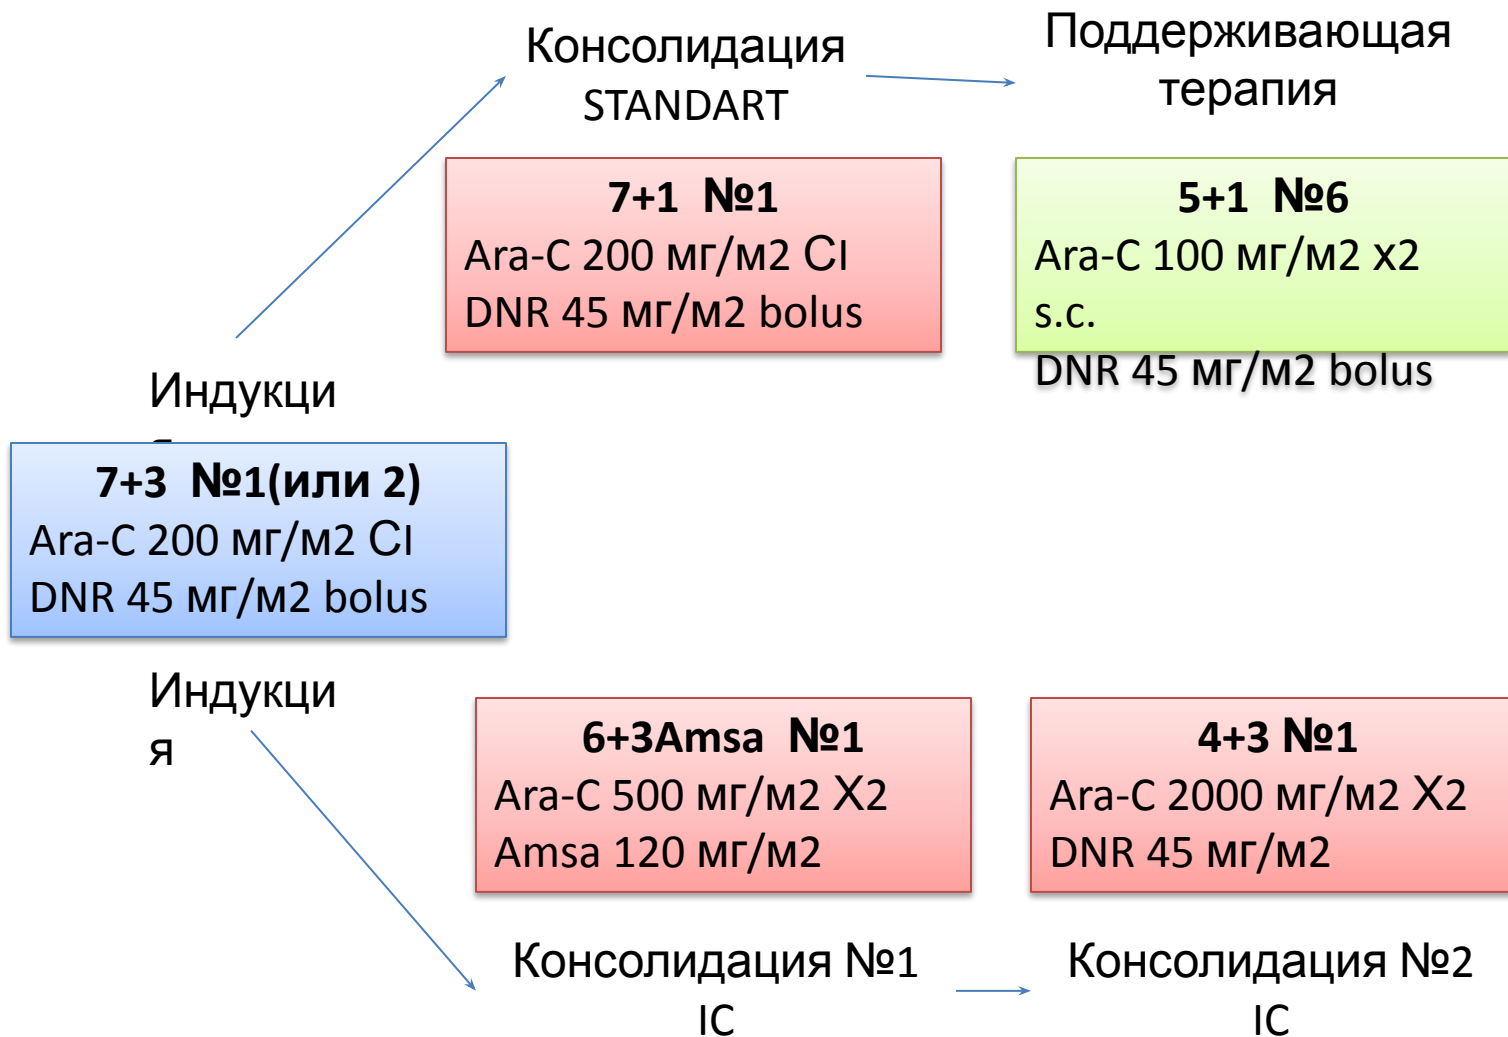 Консолидация
STANDART
Поддерживающая
терапия
7+1 №1
Ara-C 200 мг/м2 CI
DNR 45 мг/м2 bolus
5+1 №6
Ara-C 100 мг/м2 x2
s.c.
DNR 45 мг/м2 bolus
Индукци
я
7+3 №1(или 2)
Ara-C 200 мг/м2 CI
DNR 45 мг/м2 bolus
Индукци
я
6+3Amsa №1
Ara-C 500 мг/м2 X2
Amsa 120 мг/м2
4+3 №1
Ara-C 2000 мг/м2 X2
DNR 45 мг/м2
Консолидация №1
IC
Консолидация №2
IC